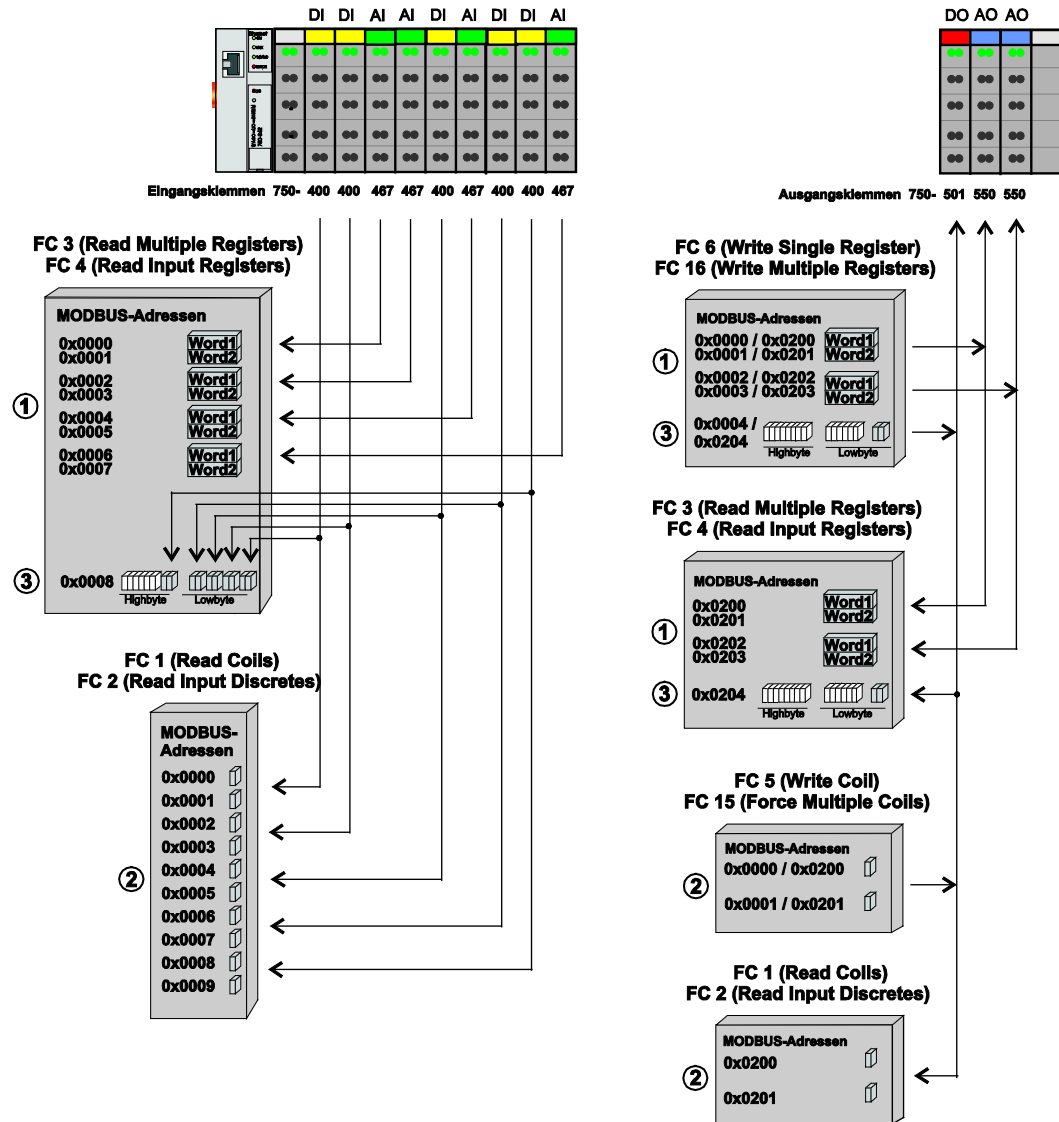 DI DI AI AI DI AI DI DI AI
Ethernet
Eingangsklemmen 750- 400 400 467 467 400 467 400 400 467
FC 3 (Read Multiple Registers)
FC 4 (Read Input Registers)
MODBUS-Adressen
0x0000 Word1
0x0001 Word2
0x0002 Word1
0x0003 Word2
①
0x0004 Word1
0x0005 Word2
0x0006 Word1
0x0007 Word2
③ 0x0008
Highbyte Lowbyte
FC 1 (Read Coils)
FC 2 (Read Input Discretes)
MODBUS-
Adressen
0x0000
0x0001
0x0002
0x0003
0x0004
②
0x0005
0x0006
0x0007
0x0008
0x0009
DO AO AO
Ausgangsklemmen 750- 501 550 550
FC 6 (Write Single Register)
FC 16 (Write Multiple Registers)
MODBUS-Adressen
0x0000 / 0x0200 Word1
①
0x0001 / 0x0201 Word2
0x0002 / 0x0202 Word1
0x0003 / 0x0203 Word2
③ 0x0004 /
0x0204
Highbyte Lowbyte
FC 3 (Read Multiple Registers)
FC 4 (Read Input Registers)
MODBUS-Adressen
0x0200 Word1
0x0201 Word2
①
0x0202 Word1
0x0203 Word2
③ 0x0204
Highbyte Lowbyte
FC 5 (Write Coil)
FC 15 (Force Multiple Coils)
MODBUS-Adressen
0x0000 / 0x0200
②
0x0001 / 0x0201
FC 1 (Read Coils)
FC 2 (Read Input Discretes)
MODBUS-Adressen
0x0200
②
0x0201